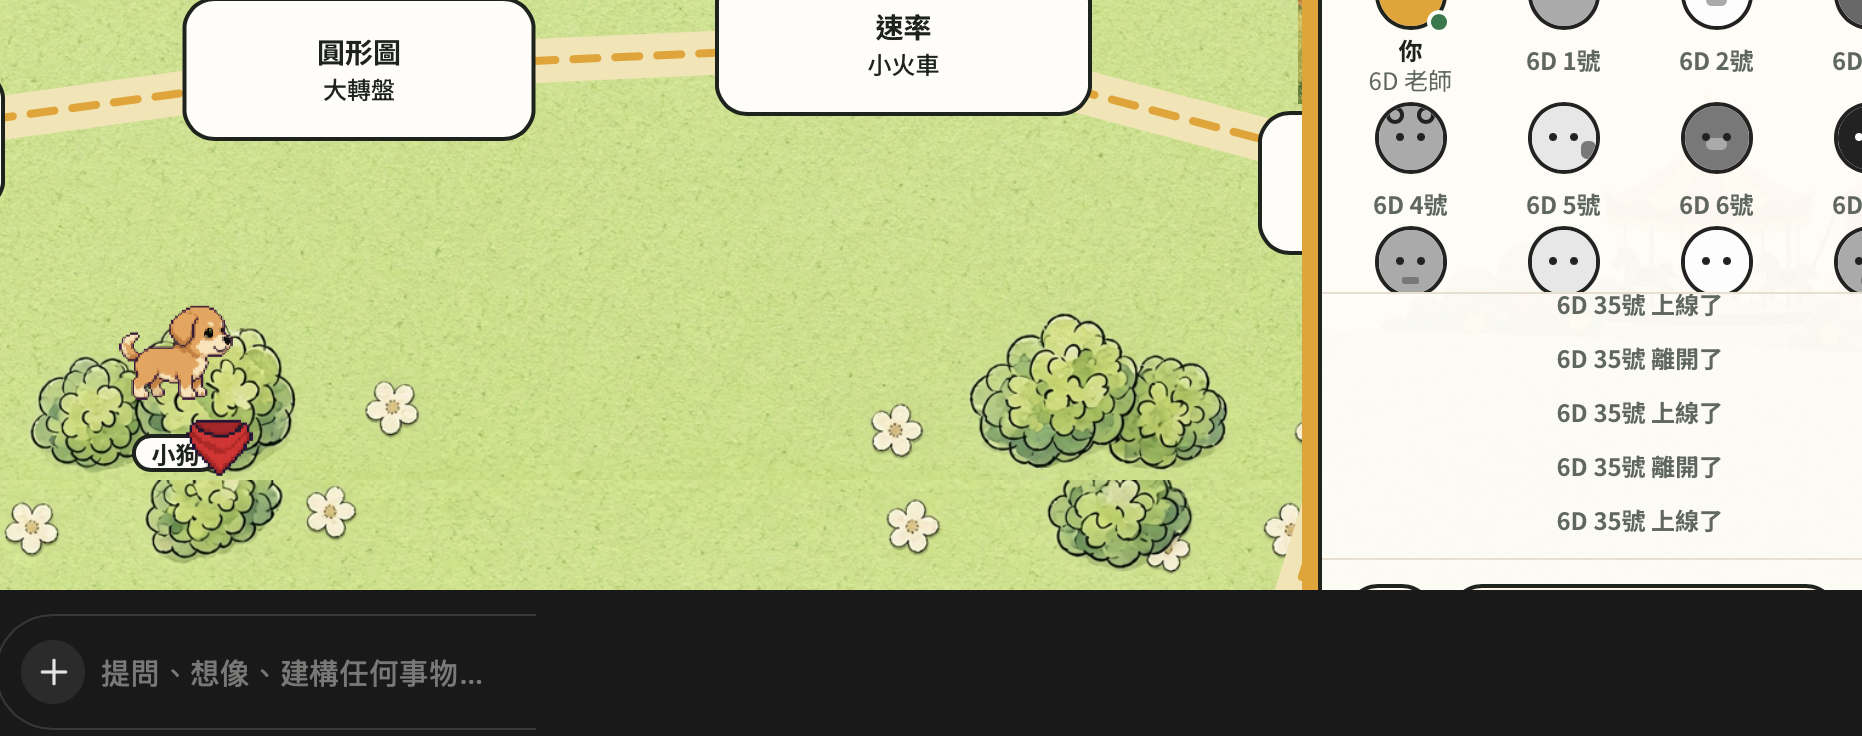 圓形圖
大轉盤
速率
小火車
小狗
你
6D 老師
6D 1號
6D 2號
6D
6D 4號
6D 5號
6D 6號
6D
6D 35號 上線了
6D 35號 離開了
6D 35號 上線了
6D 35號 離開了
6D 35號 上線了
提問、想像、建構任何事物...